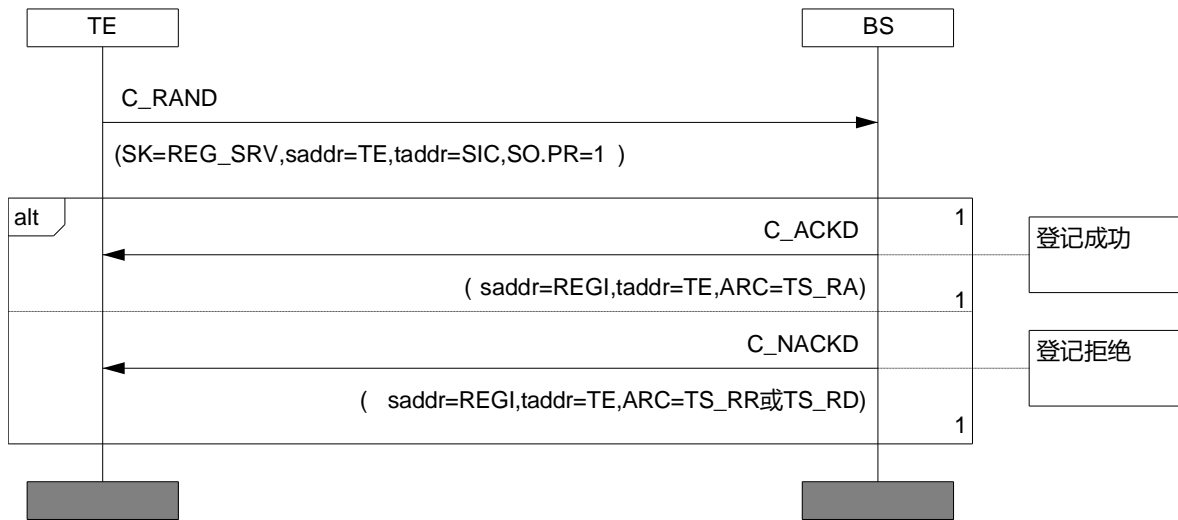 TE
BS
C_RAND
(SK=REG_SRV,saddr=TE,taddr=SIC,SO.PR=1 )
alt
1
C_ACKD
登记成功
( saddr=REGI,taddr=TE,ARC=TS_RA)
1
C_NACKD
登记拒绝
( saddr=REGI,taddr=TE,ARC=TS_RR或TS_RD)
1